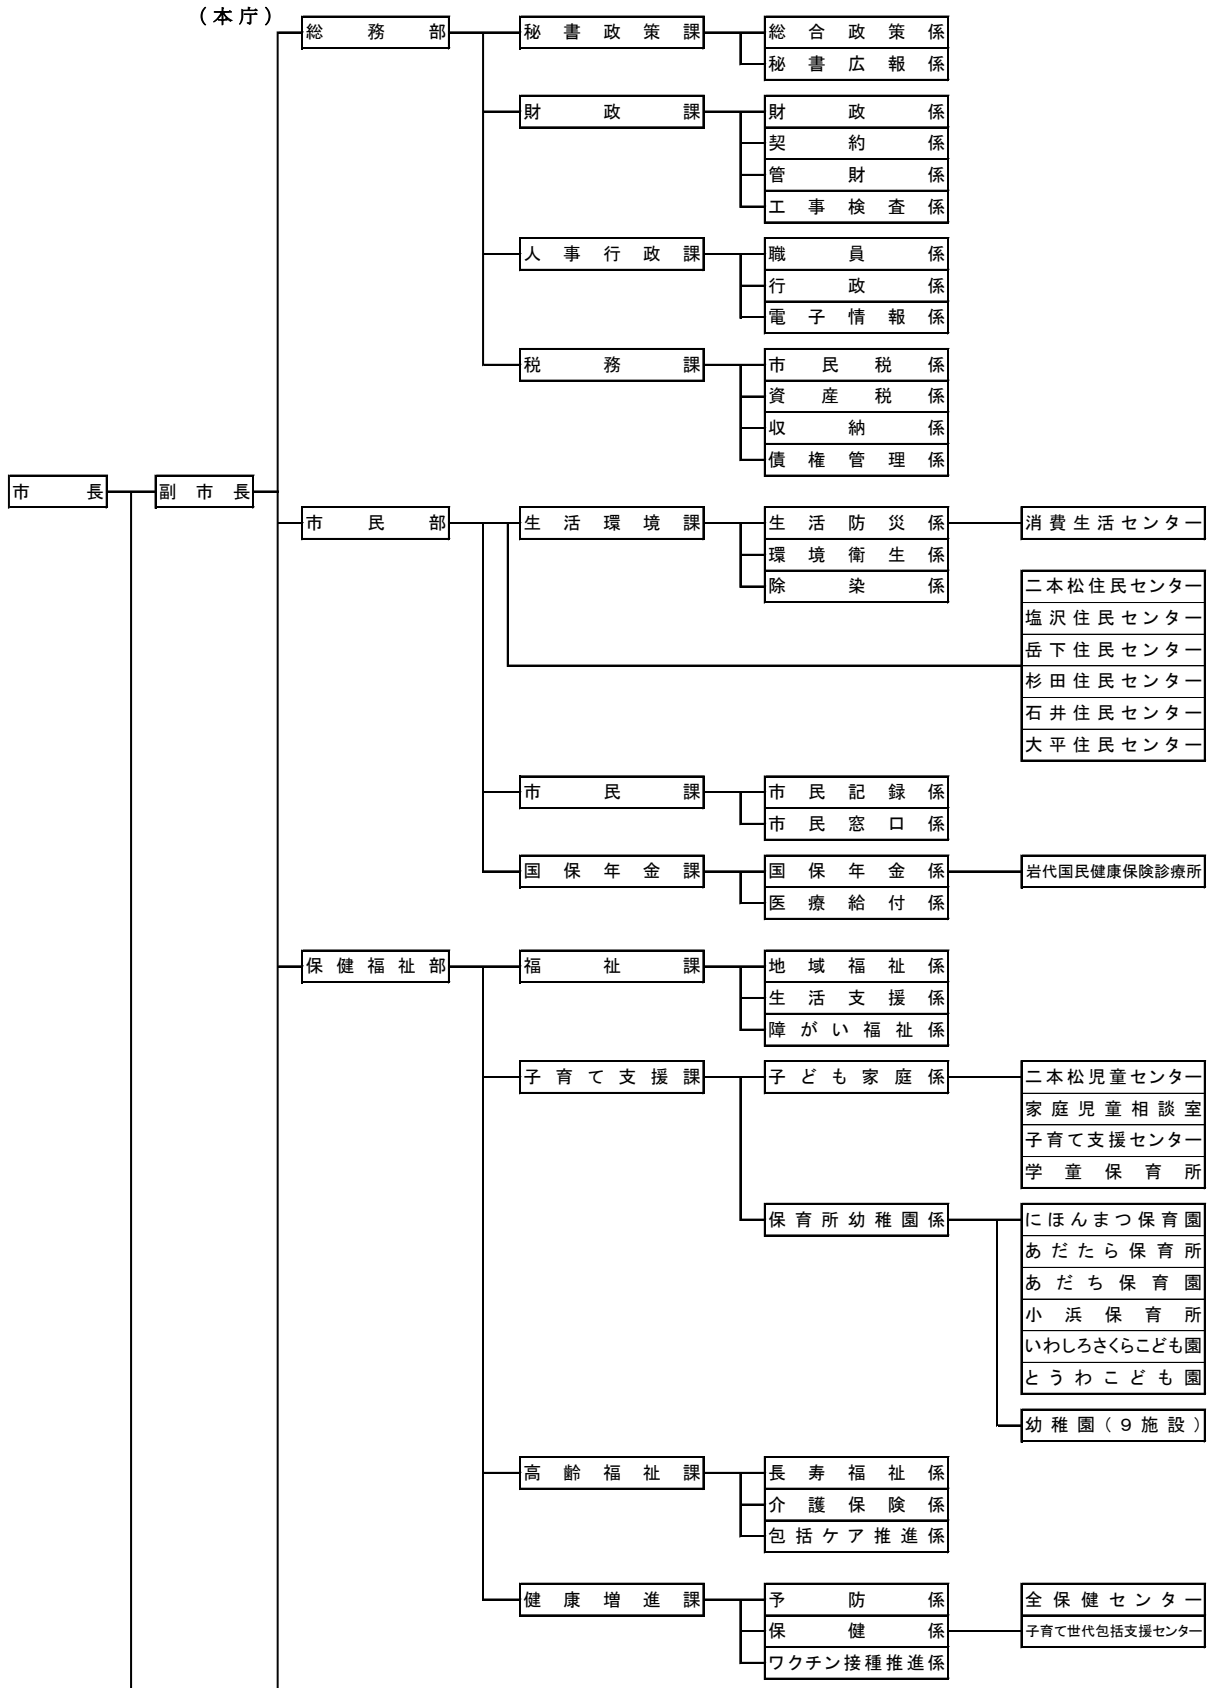 （本庁）
総務部 秘書政策課 総合政策係
秘書広報係
財政課 財政係
契約係
管財係
工事検査係
人事行政課 職員係
行政係
電子情報係
税務課 市民税係
資産税係
収納係
債権管理係
市長 副市長
市民部 生活環境課 生活防災係 消費生活センター
環境衛生係
除染係 二本松住民センター
塩沢住民センター
岳下住民センター
杉田住民センター
石井住民センター
大平住民センター
市民課 市民記録係
市民窓口係
国保年金課 国保年金係 岩代国民健康保険診療所
医療給付係
保健福祉部 福祉課 地域福祉係
生活支援係
障がい福祉係
子育て支援課 子ども家庭係 二本松児童センター
家庭児童相談室
子育て支援センター
学童保育所
保育所幼稚園係 にほんまつ保育園
あだたら保育所
あだち保育園
小浜保育所
いわしろさくらこども園
とうわこども園
幼稚園（９施設）
高齢福祉課 長寿福祉係
介護保険係
包括ケア推進係
健康増進課 予防係 全保健センター
保健係 子育て世代包括支援センター
ワクチン接種推進係